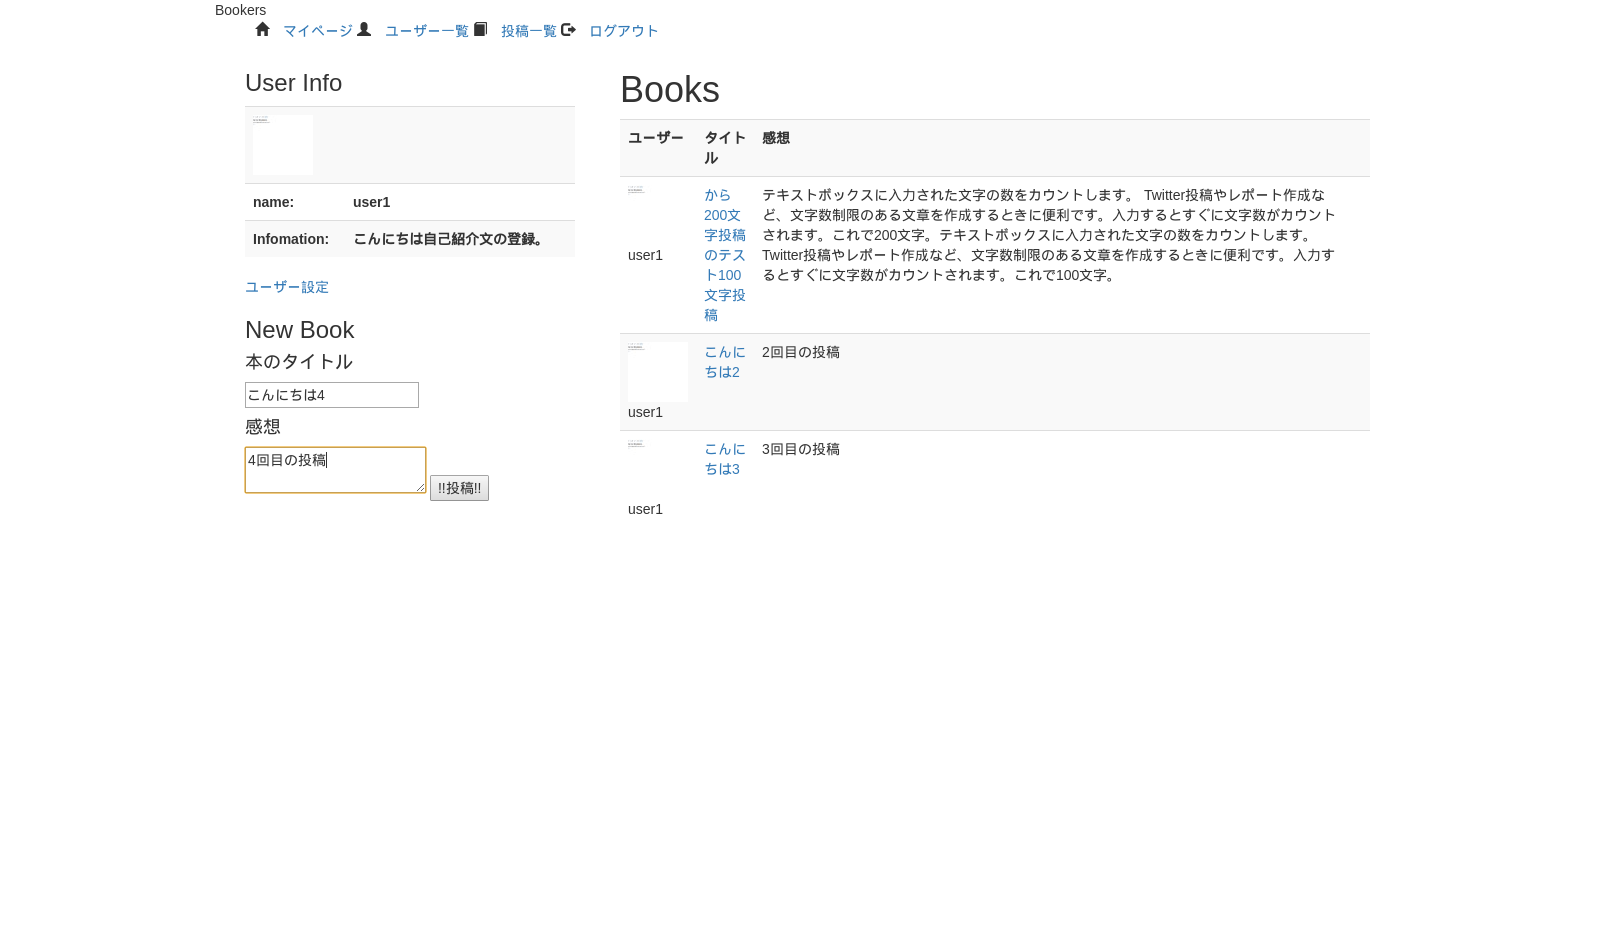 Bookers
マイページ ユーザー一覧 投稿一覧 ログアウト
User Info
name: user1
Infomation: こんにちは自己紹介文の登録。
ユーザー設定
New Book
本のタイトル
こんにちは4
感想
4回目の投稿
!!投稿!!
Books
ユーザー タイト 感想
ル
から テキストボックスに入力された文字の数をカウントします。 Twitter投稿やレポート作成な
200文 ど、文字数制限のある文章を作成するときに便利です。入力するとすぐに文字数がカウント
字投稿 されます。これで200文字。テキストボックスに入力された文字の数をカウントします。
user1 のテス Twitter投稿やレポート作成など、文字数制限のある文章を作成するときに便利です。入力す
ト100 るとすぐに文字数がカウントされます。これで100文字。
文字投
稿
こんに 2回目の投稿
ちは2
user1
こんに 3回目の投稿
ちは3
user1